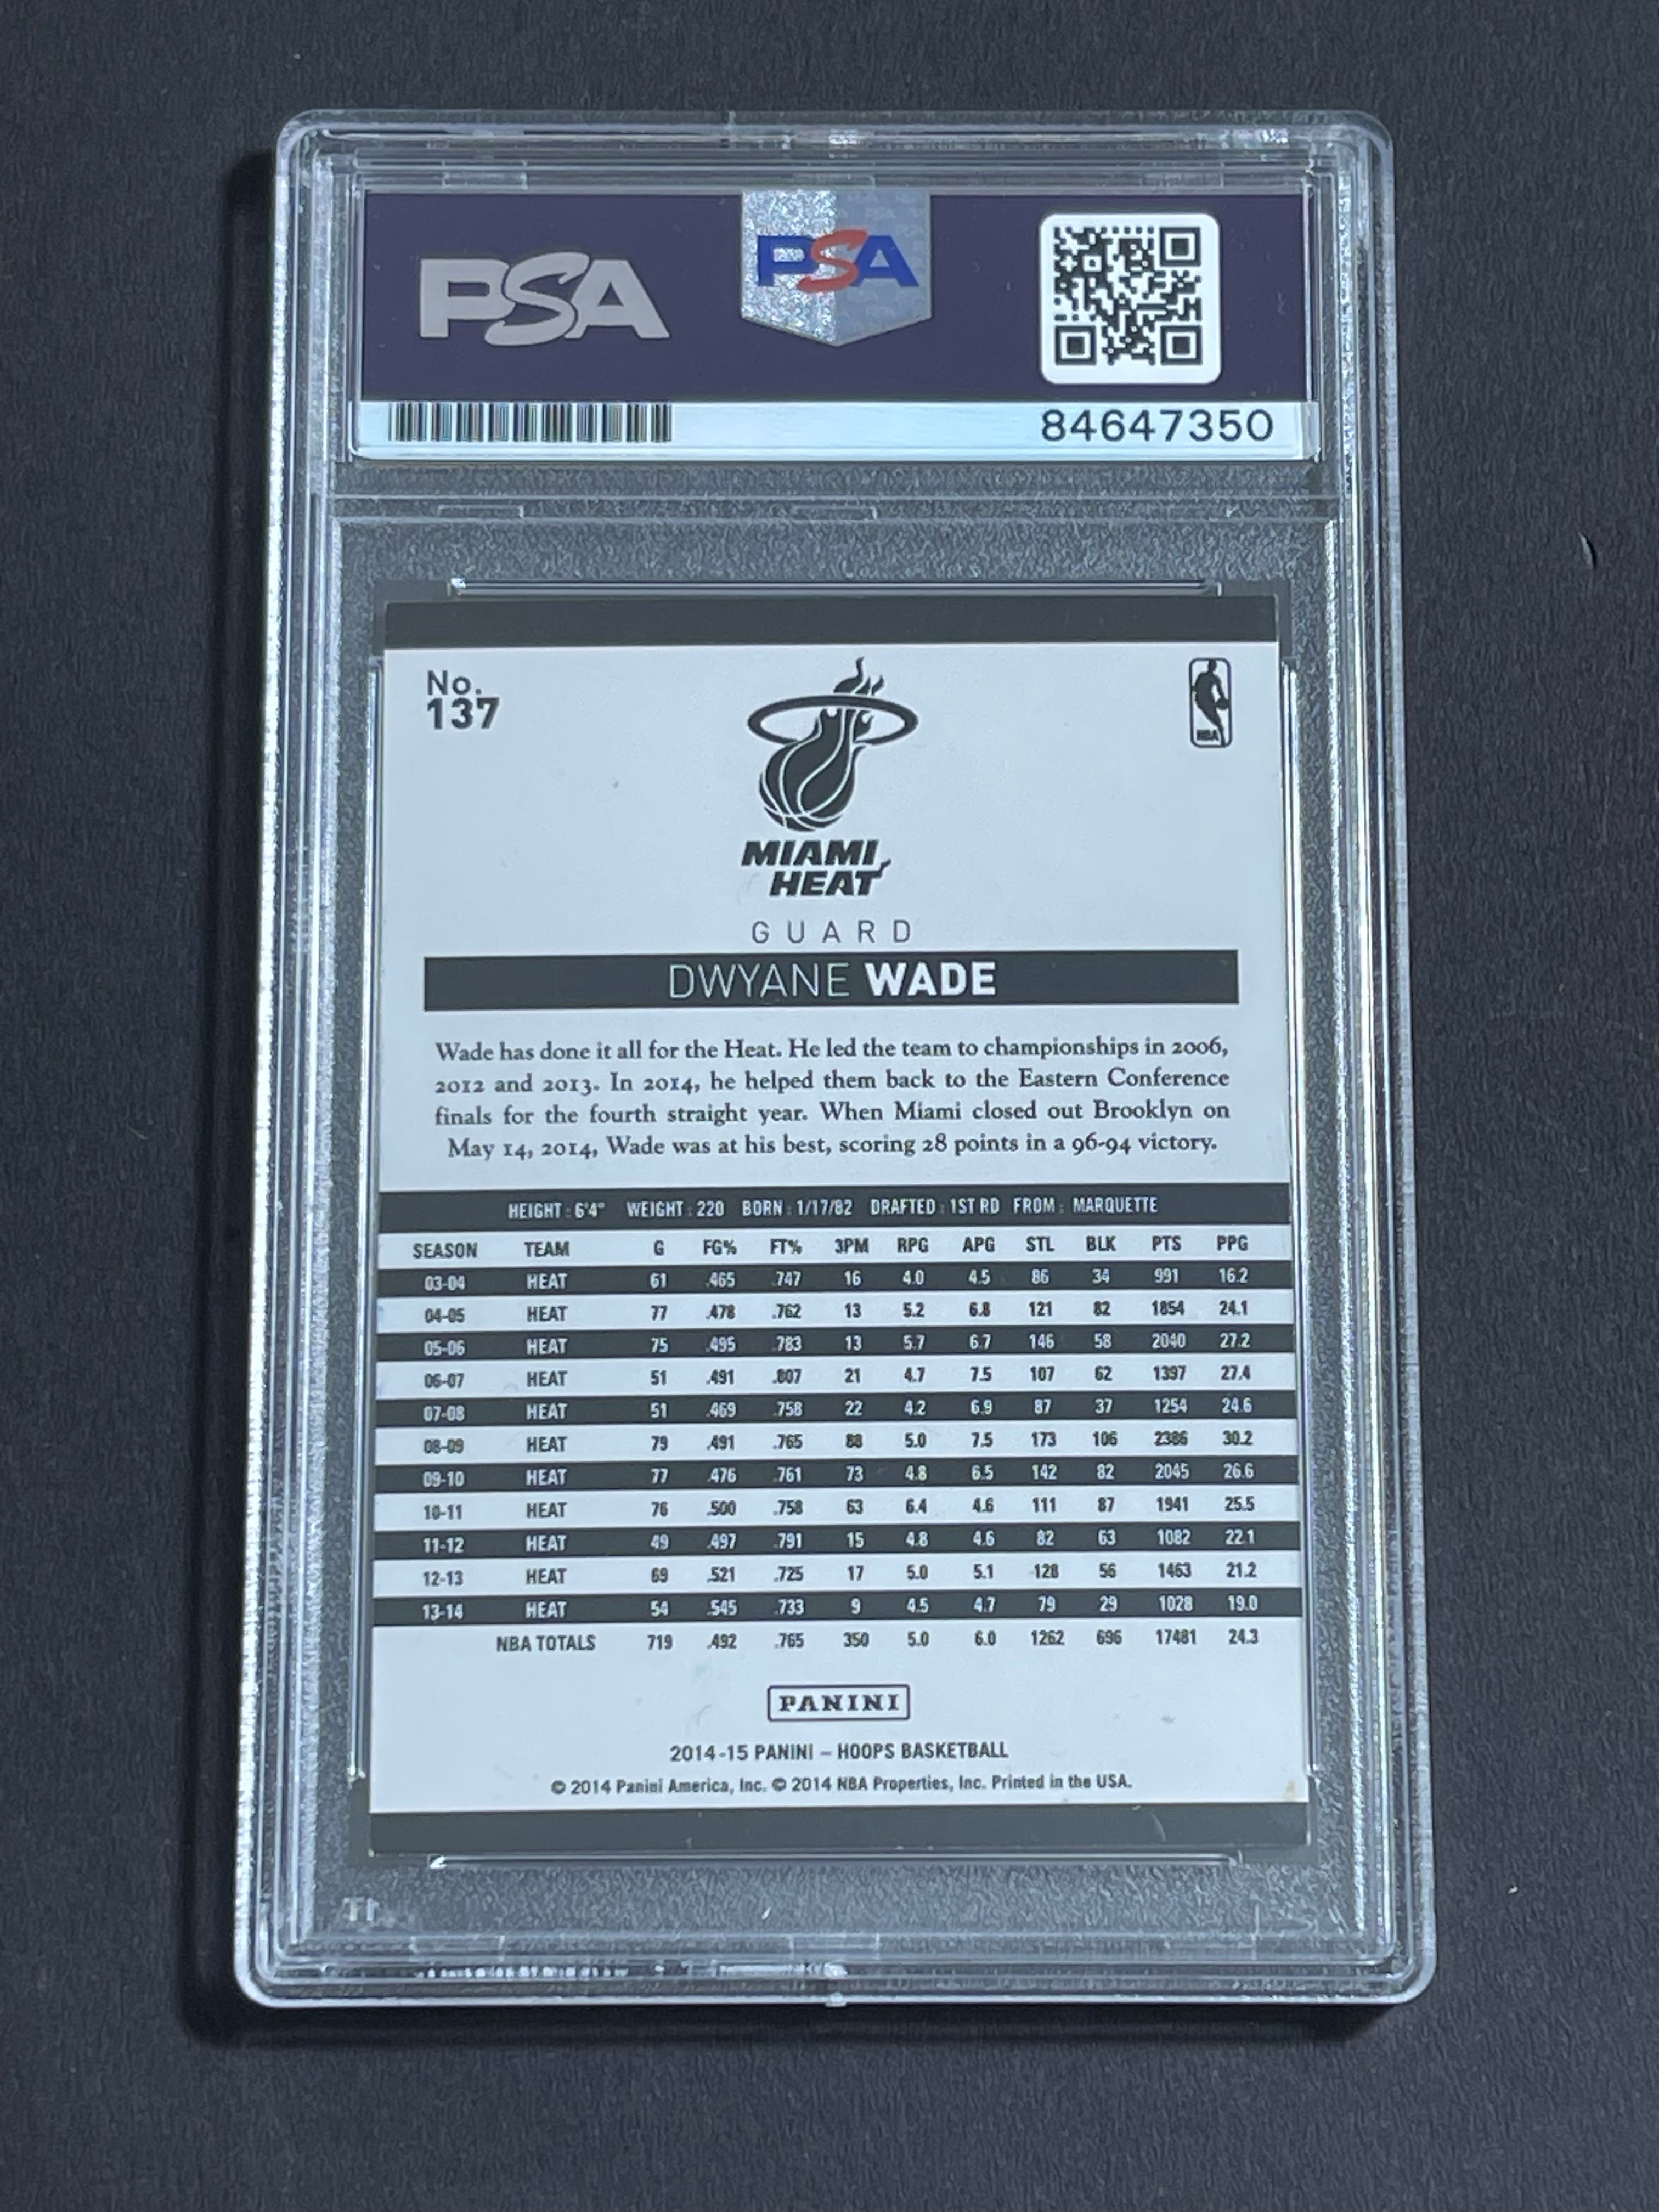 PSA
PSA
84647350
No.
137
NBA
MIAMI
HEAT
GUARD
DWYANE WADE
Wade has done it all for the Heat. He led the team to championships in 2006,
2012 and 2013. In 2014, he helped them back to the Eastern Conference
finals for the fourth straight year. When Miami closed out Brooklyn on
May 14, 2014, Wade was at his best, scoring 28 points in a 96-94 victory.
HEIGHT : 6'4" WEIGHT : 220 BORN : 1/17/82 DRAFTED : 1ST RD FROM : MARQUETTE
SEASON TEAM G FG% FT% 3PM RPG APG STL BLK PTS PPG
03-04 HEAT 61 .465 .747 16 4.0 4.5 86 34 991 16.2
04-05 HEAT 77 .478 .762 13 5.2 6.8 121 82 1854 24.1
05-06 HEAT 75 .495 .783 13 5.7 6.7 146 58 2040 27.2
06-07 HEAT 51 .491 .807 21 4.7 7.5 107 62 1397 27.4
07-08 HEAT 51 .469 .758 22 4.2 6.9 87 37 1254 24.6
08-09 HEAT 79 .491 .765 88 5.0 7.5 173 106 2386 30.2
09-10 HEAT 77 .476 .761 73 4.8 6.5 142 82 2045 26.6
10-11 HEAT 76 .500 .758 63 6.4 4.6 111 87 1941 25.5
11-12 HEAT 49 .497 .791 15 4.8 4.6 82 63 1082 22.1
12-13 HEAT 69 .521 .725 17 5.0 5.1 128 56 1463 21.2
13-14 HEAT 54 .545 .733 9 4.5 4.7 79 29 1028 19.0
NBA TOTALS 719 .492 .765 350 5.0 6.0 1262 696 17481 24.3
PANINI
2014-15 PANINI – HOOPS BASKETBALL
© 2014 Panini America, Inc. © 2014 NBA Properties, Inc. Printed in the USA.